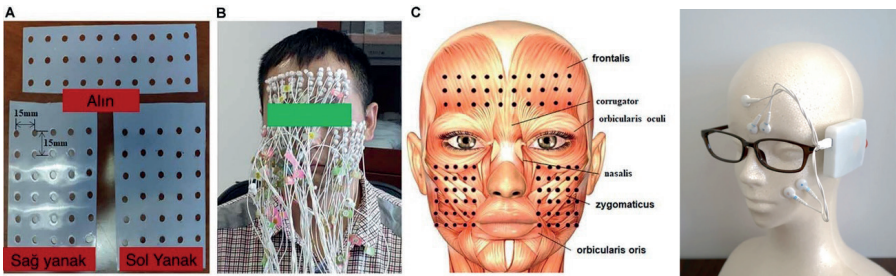 A
B
C
Alın
15mm
15mm
Sağ yanak
Sol Yanak
frontalis
corrugator
orbicularis oculi
nasalis
zygomaticus
orbicularis oris